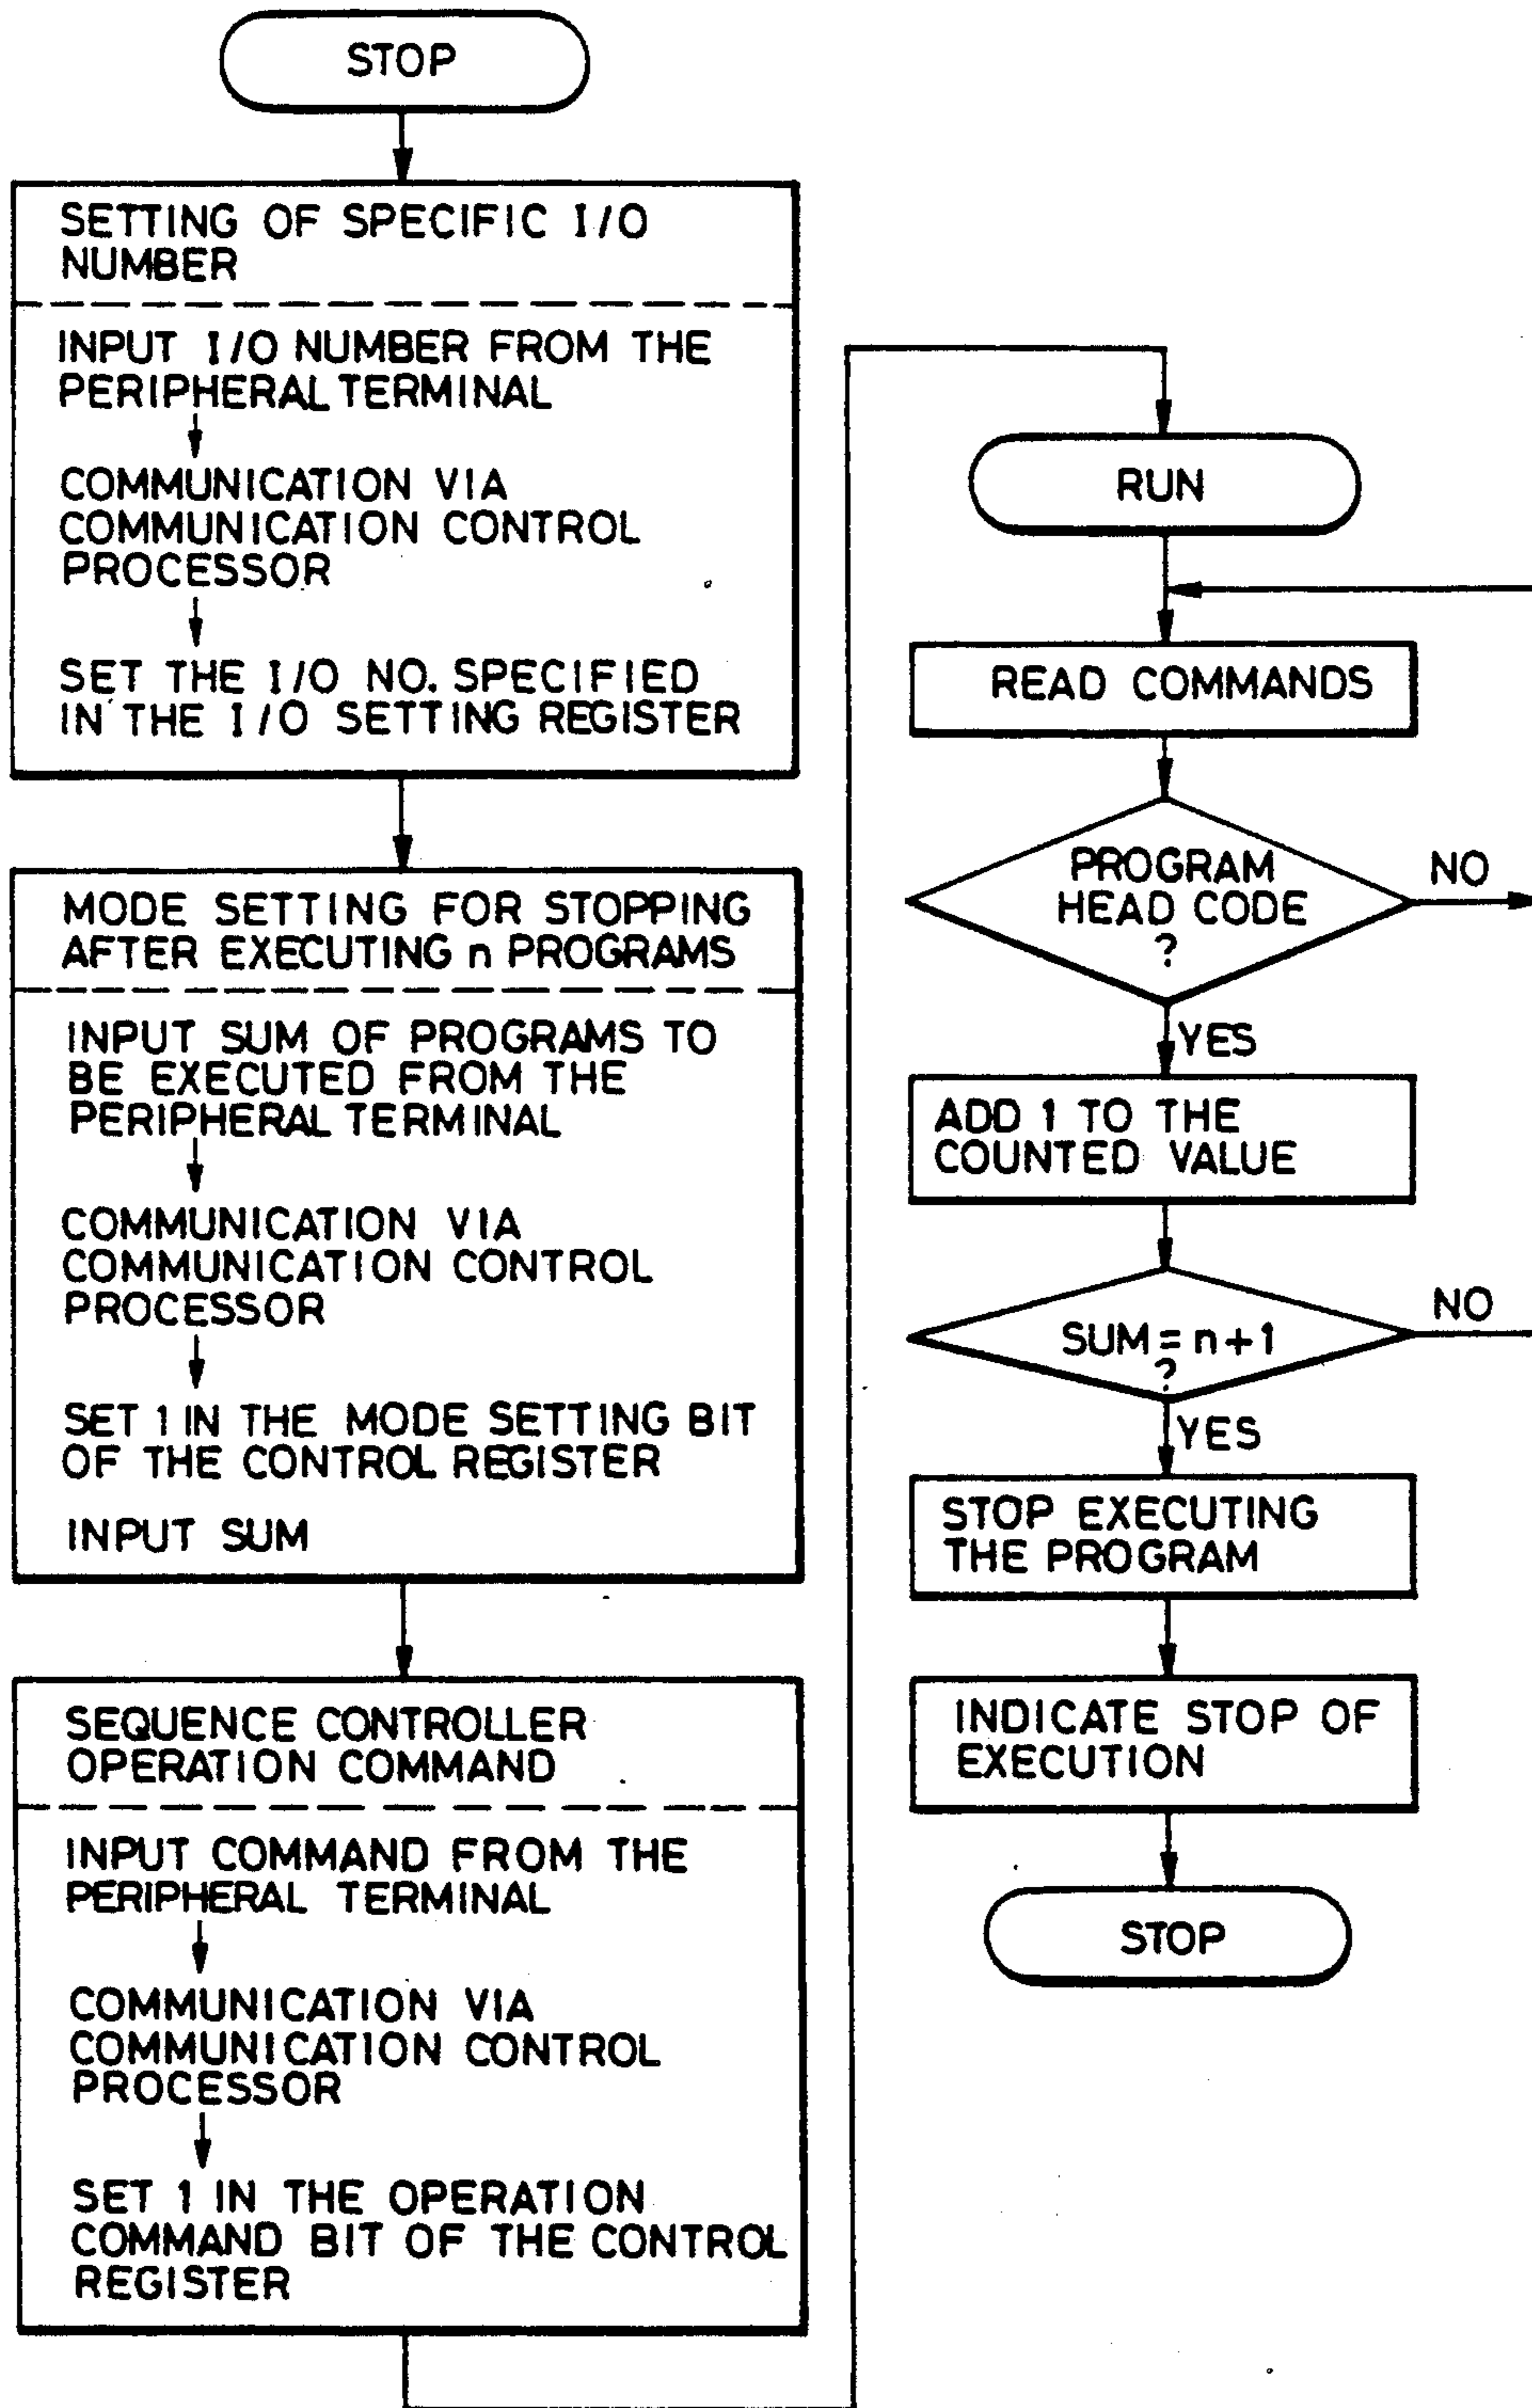 STOP
SETTING OF SPECIFIC I/O
NUMBER
INPUT I/O NUMBER FROM THE
PERIPHERAL TERMINAL
COMMUNICATION VIA
COMMUNICATION CONTROL
PROCESSOR
SET THE I/O NO. SPECIFIED
IN THE I/O SETTING REGISTER
MODE SETTING FOR STOPPING
AFTER EXECUTING n PROGRAMS
INPUT SUM OF PROGRAMS TO
BE EXECUTED FROM THE
PERIPHERAL TERMINAL
COMMUNICATION VIA
COMMUNICATION CONTROL
PROCESSOR
SET 1 IN THE MODE SETTING BIT
OF THE CONTROL REGISTER
INPUT SUM
SEQUENCE CONTROLLER
OPERATION COMMAND
INPUT COMMAND FROM THE
PERIPHERAL TERMINAL
COMMUNICATION VIA
COMMUNICATION CONTROL
PROCESSOR
SET 1 IN THE OPERATION
COMMAND BIT OF THE CONTROL
REGISTER
RUN
READ COMMANDS
PROGRAM
HEAD CODE
?
NO
YES
ADD 1 TO THE
COUNTED VALUE
SUM = n+1
?
NO
YES
STOP EXECUTING
THE PROGRAM
INDICATE STOP OF
EXECUTION
STOP